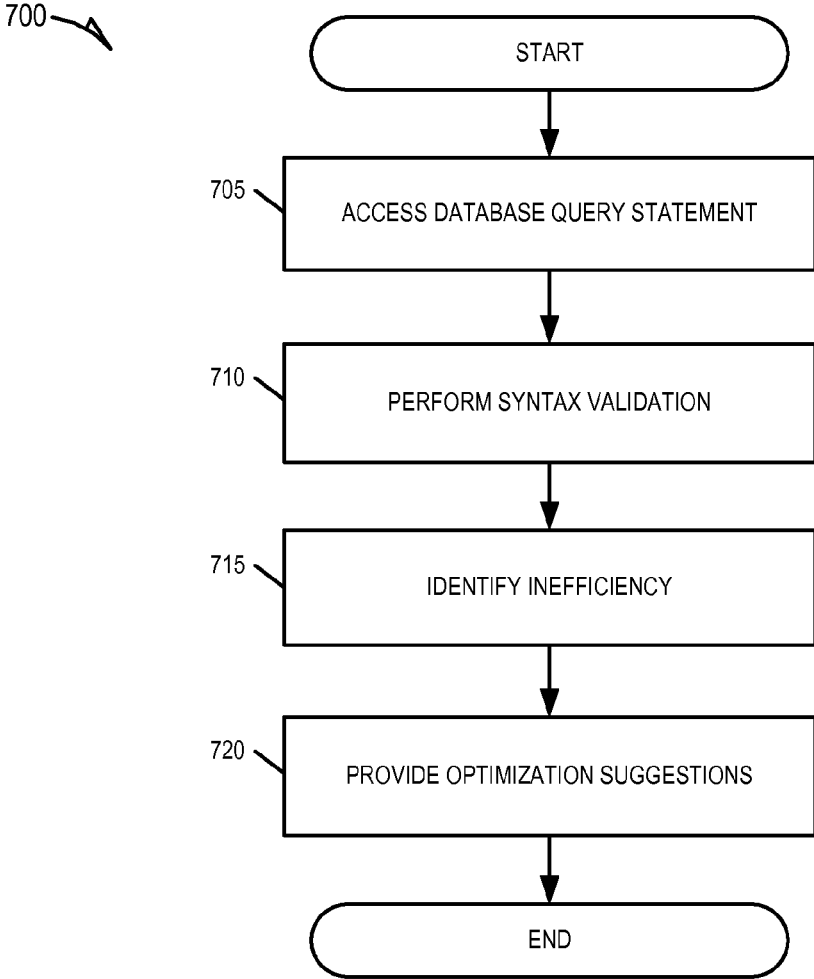 700
START
705
ACCESS DATABASE QUERY STATEMENT
710
PERFORM SYNTAX VALIDATION
715
IDENTIFY INEFFICIENCY
720
PROVIDE OPTIMIZATION SUGGESTIONS
END